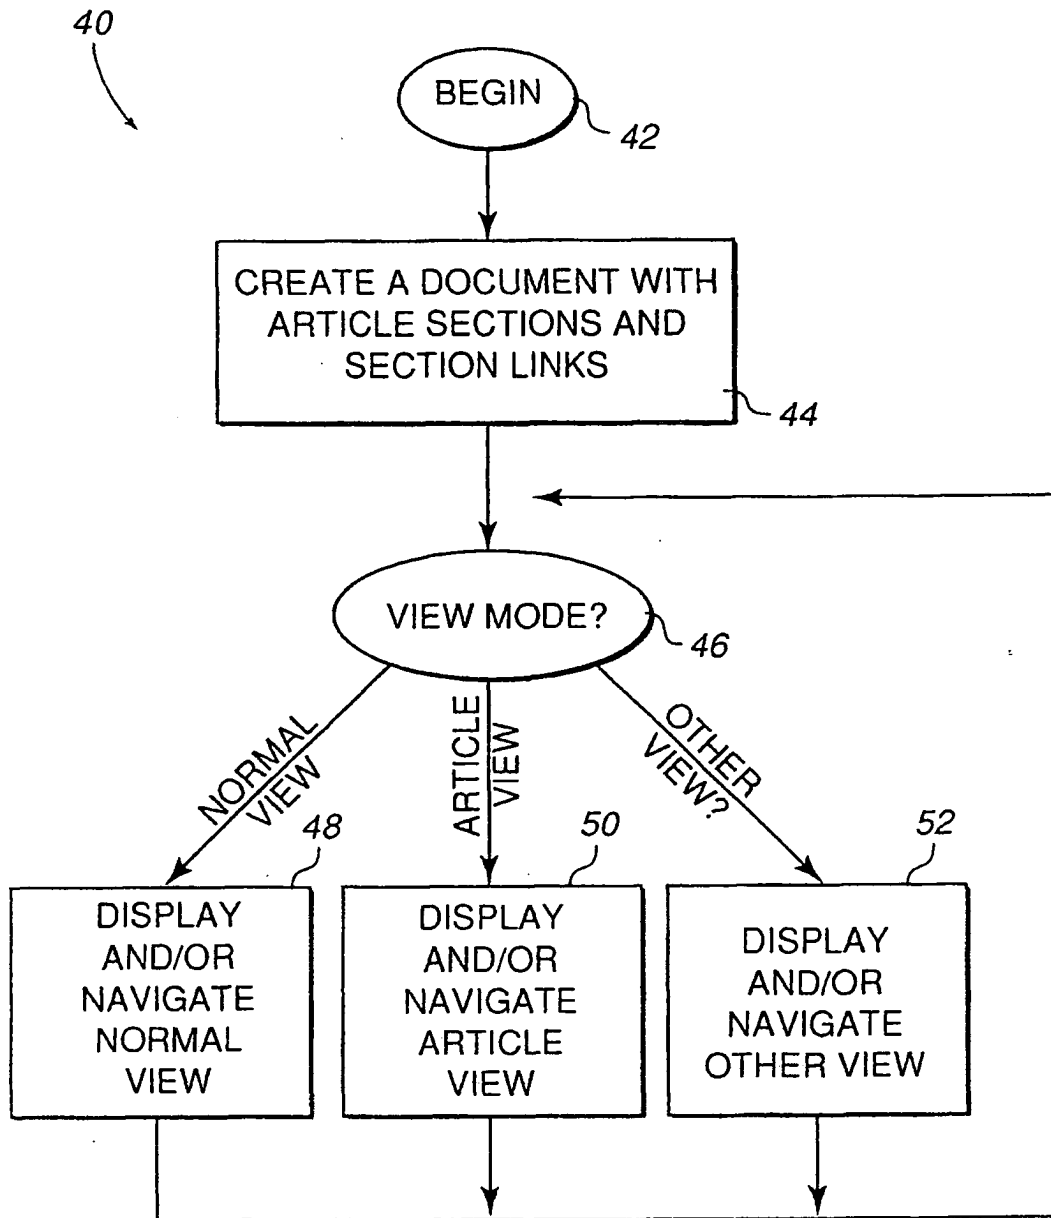 40
BEGIN
42
CREATE A DOCUMENT WITH
ARTICLE SECTIONS AND
SECTION LINKS
44
VIEW MODE?
46
NORMAL
VIEW
ARTICLE
VIEW
OTHER
VIEW?
48
DISPLAY
AND/OR
NAVIGATE
NORMAL
VIEW
50
DISPLAY
AND/OR
NAVIGATE
ARTICLE
VIEW
52
DISPLAY
AND/OR
NAVIGATE
OTHER VIEW